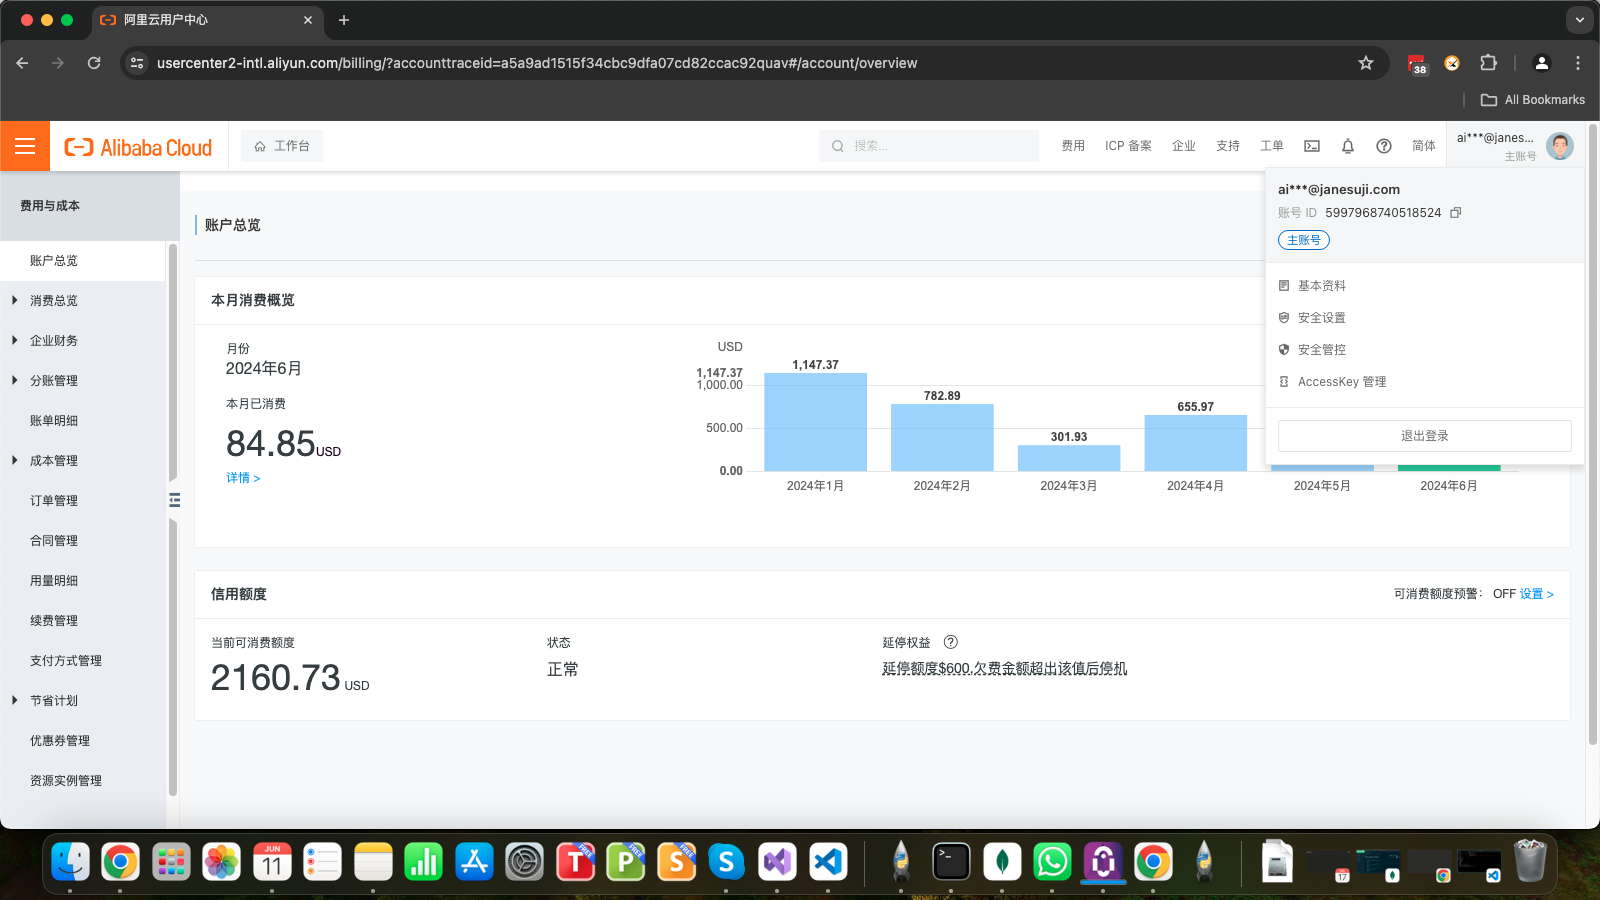 阿里云用户中心
usercenter2-intl.aliyun.com/billing/?accounttraceid=a5a9ad1515f34cbc9dfa07cd82ccac92quav#/account/overview
38
All Bookmarks
Alibaba Cloud
工作台
搜索...
费用
ICP 备案
企业
支持
工单
简体
ai***@janes...
主账号
ai***@janesuji.com
账号 ID 5997968740518524
主账号
基本资料
安全设置
安全管控
AccessKey 管理
退出登录
费用与成本
账户总览
消费总览
企业财务
分账管理
账单明细
成本管理
订单管理
合同管理
用量明细
续费管理
支付方式管理
节省计划
优惠券管理
资源实例管理
账户总览
本月消费概览
月份
2024年6月
本月已消费
84.85USD
详情 >
USD
1,147.37
1,000.00
500.00
0.00
1,147.37
782.89
301.93
655.97
2024年1月
2024年2月
2024年3月
2024年4月
2024年5月
2024年6月
信用额度
可消费额度预警： OFF 设置 >
当前可消费额度
2160.73 USD
状态
正常
延停权益
延停额度$600,欠费金额超出该值后停机
JUN
11
T
FREE
P
FREE
S
FREE
S
17